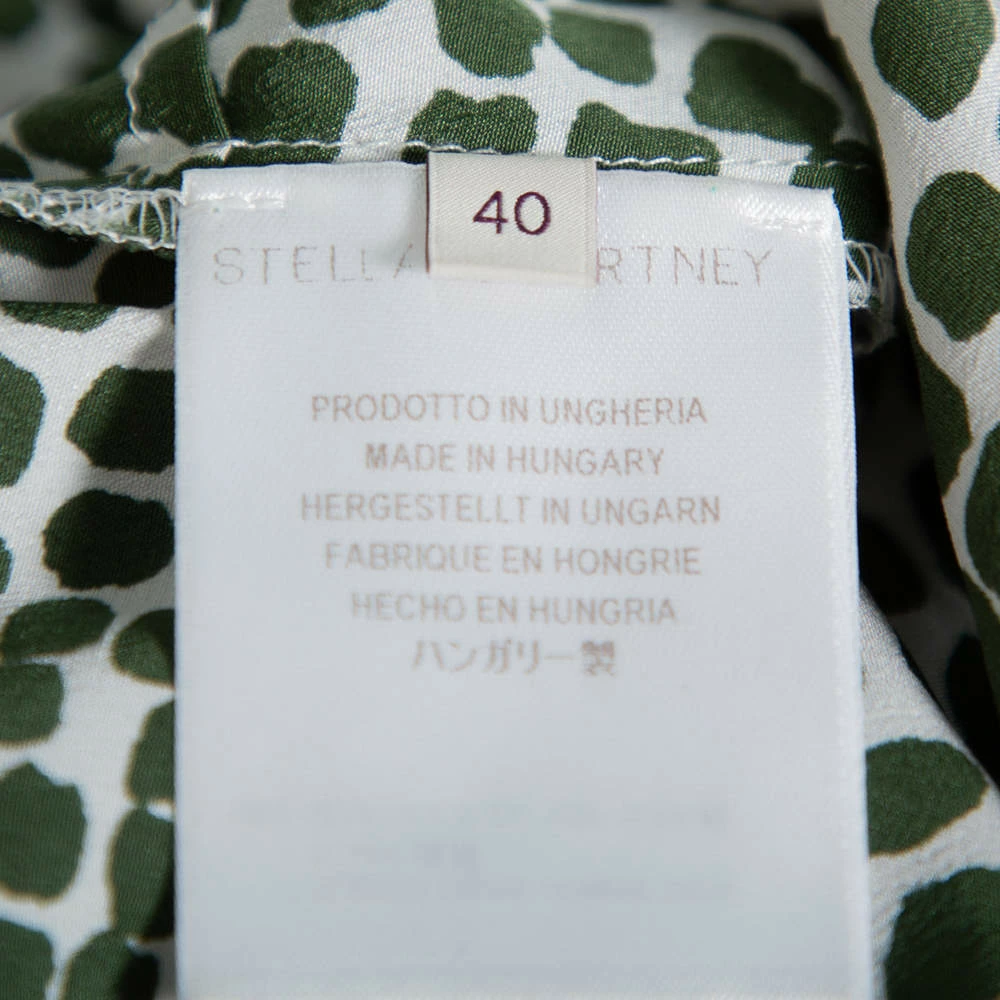 40
STELLA RTNEY
PRODOTTO IN UNGHERIA
MADE IN HUNGARY
HERGESTELLT IN UNGARN
FABRIQUE EN HONGRIE
HECHO EN HUNGRIA
ハンガリー製